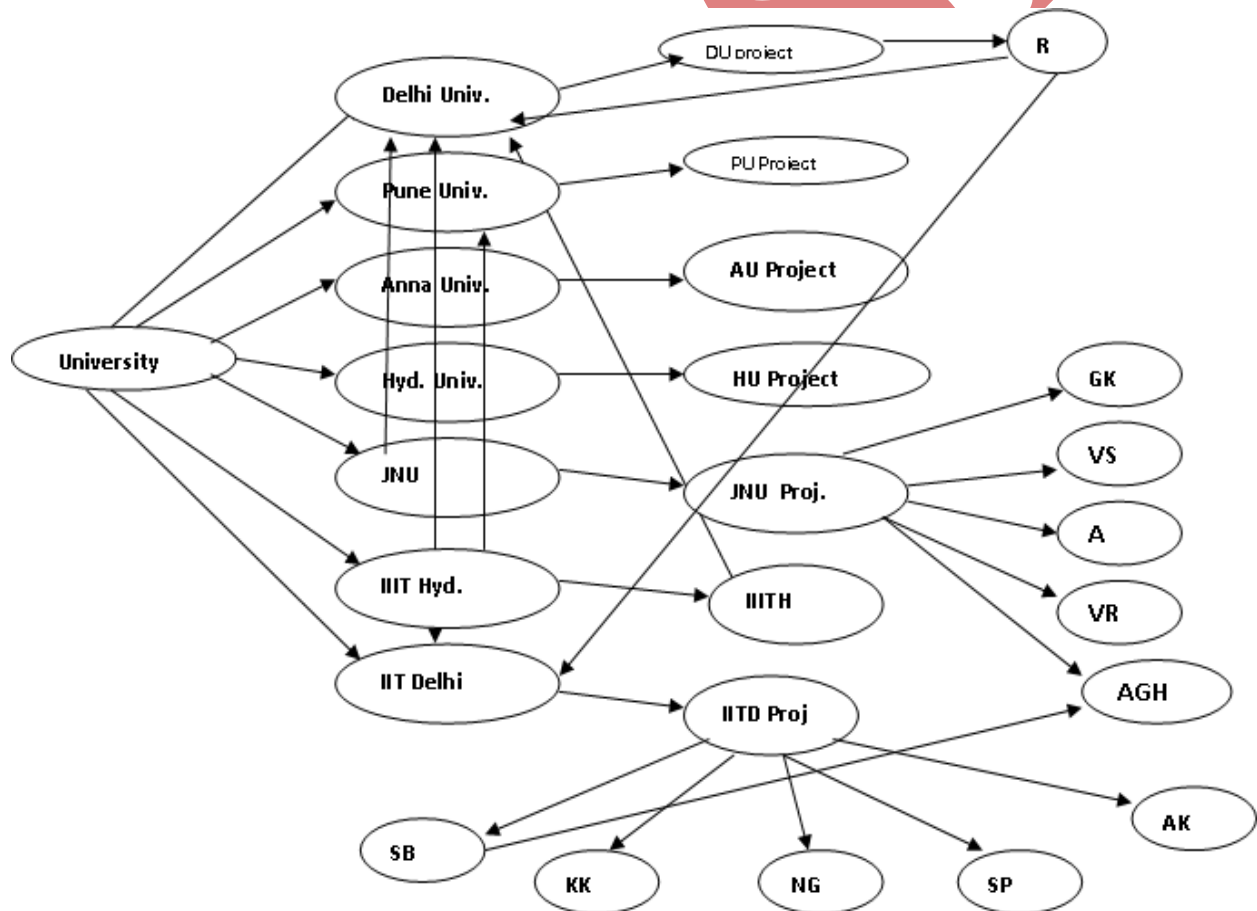 DU project
R
Delhi Univ.
Pune Univ.
PU Project
Anna Univ.
AU Project
University
Hyd. Univ.
HU Project
GK
JNU
JNU Proj.
VS
A
IIIT Hyd.
IIITH
VR
IIT Delhi
IITD Proj
AGH
SB
AK
KK
NG
SP